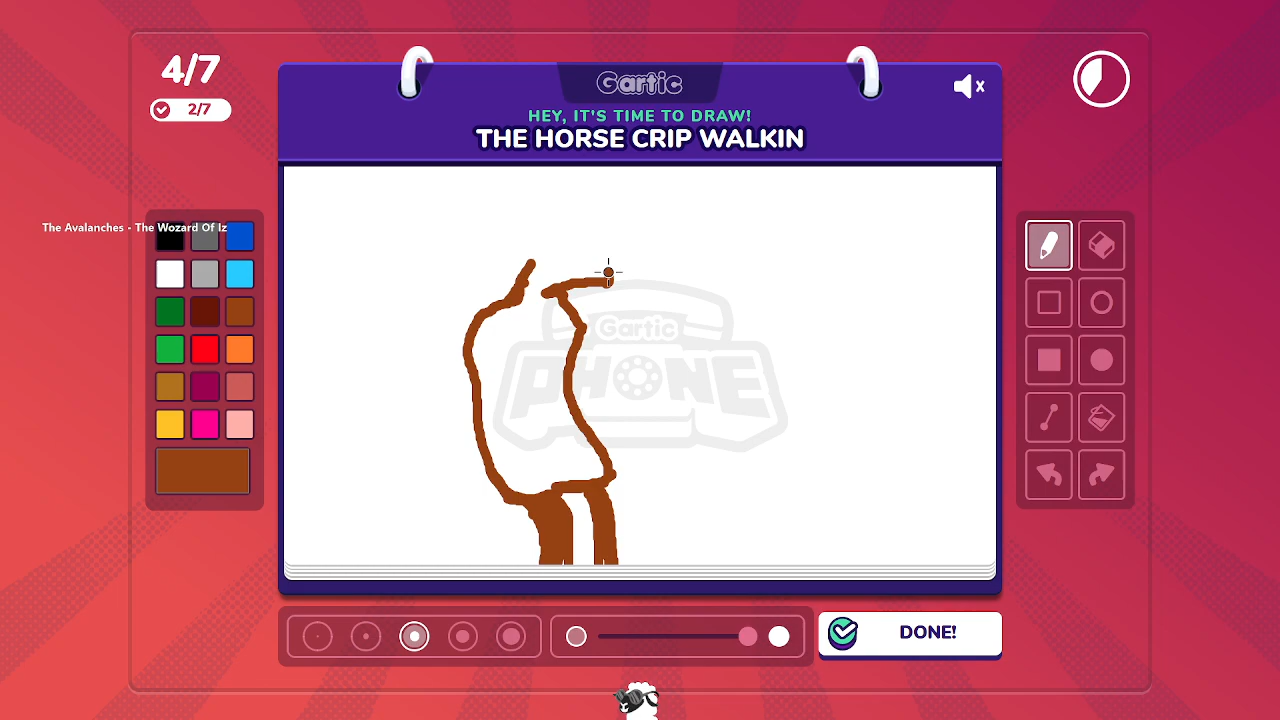 4/7
2/7
Gartic
HEY, IT'S TIME TO DRAW!
THE HORSE CRIP WALKIN
The Avalanches - The Wozard Of Iz
Gartic
PHONE
DONE!